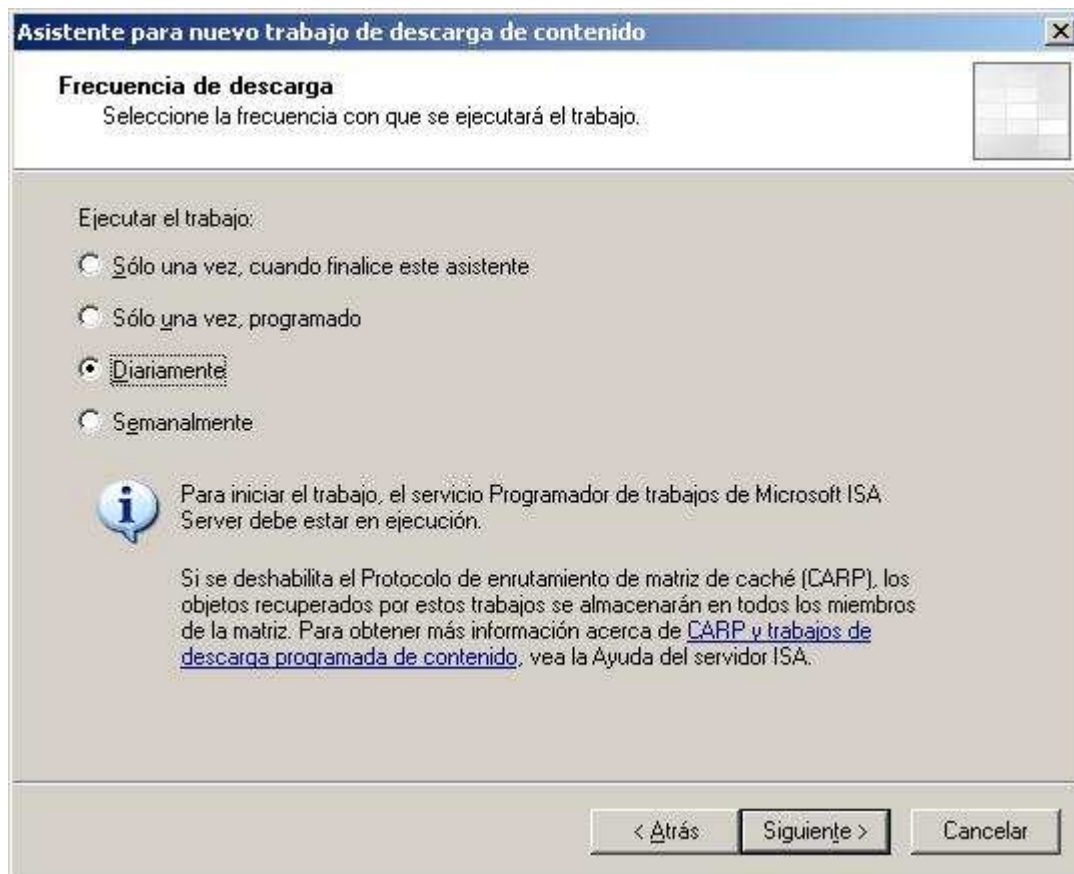 Asistente para nuevo trabajo de descarga de contenido
Frecuencia de descarga
Seleccione la frecuencia con que se ejecutará el trabajo.
Ejecutar el trabajo:
Sólo una vez, cuando finalice este asistente
Sólo una vez, programado
Diariamente
Semanalmente
Para iniciar el trabajo, el servicio Programador de trabajos de Microsoft ISA
Server debe estar en ejecución.
Si se deshabilita el Protocolo de enrutamiento de matriz de caché (CARP), los
objetos recuperados por estos trabajos se almacenarán en todos los miembros
de la matriz. Para obtener más información acerca de CARP y trabajos de
descarga programada de contenido, vea la Ayuda del servidor ISA.
< Atrás
Siguiente >
Cancelar